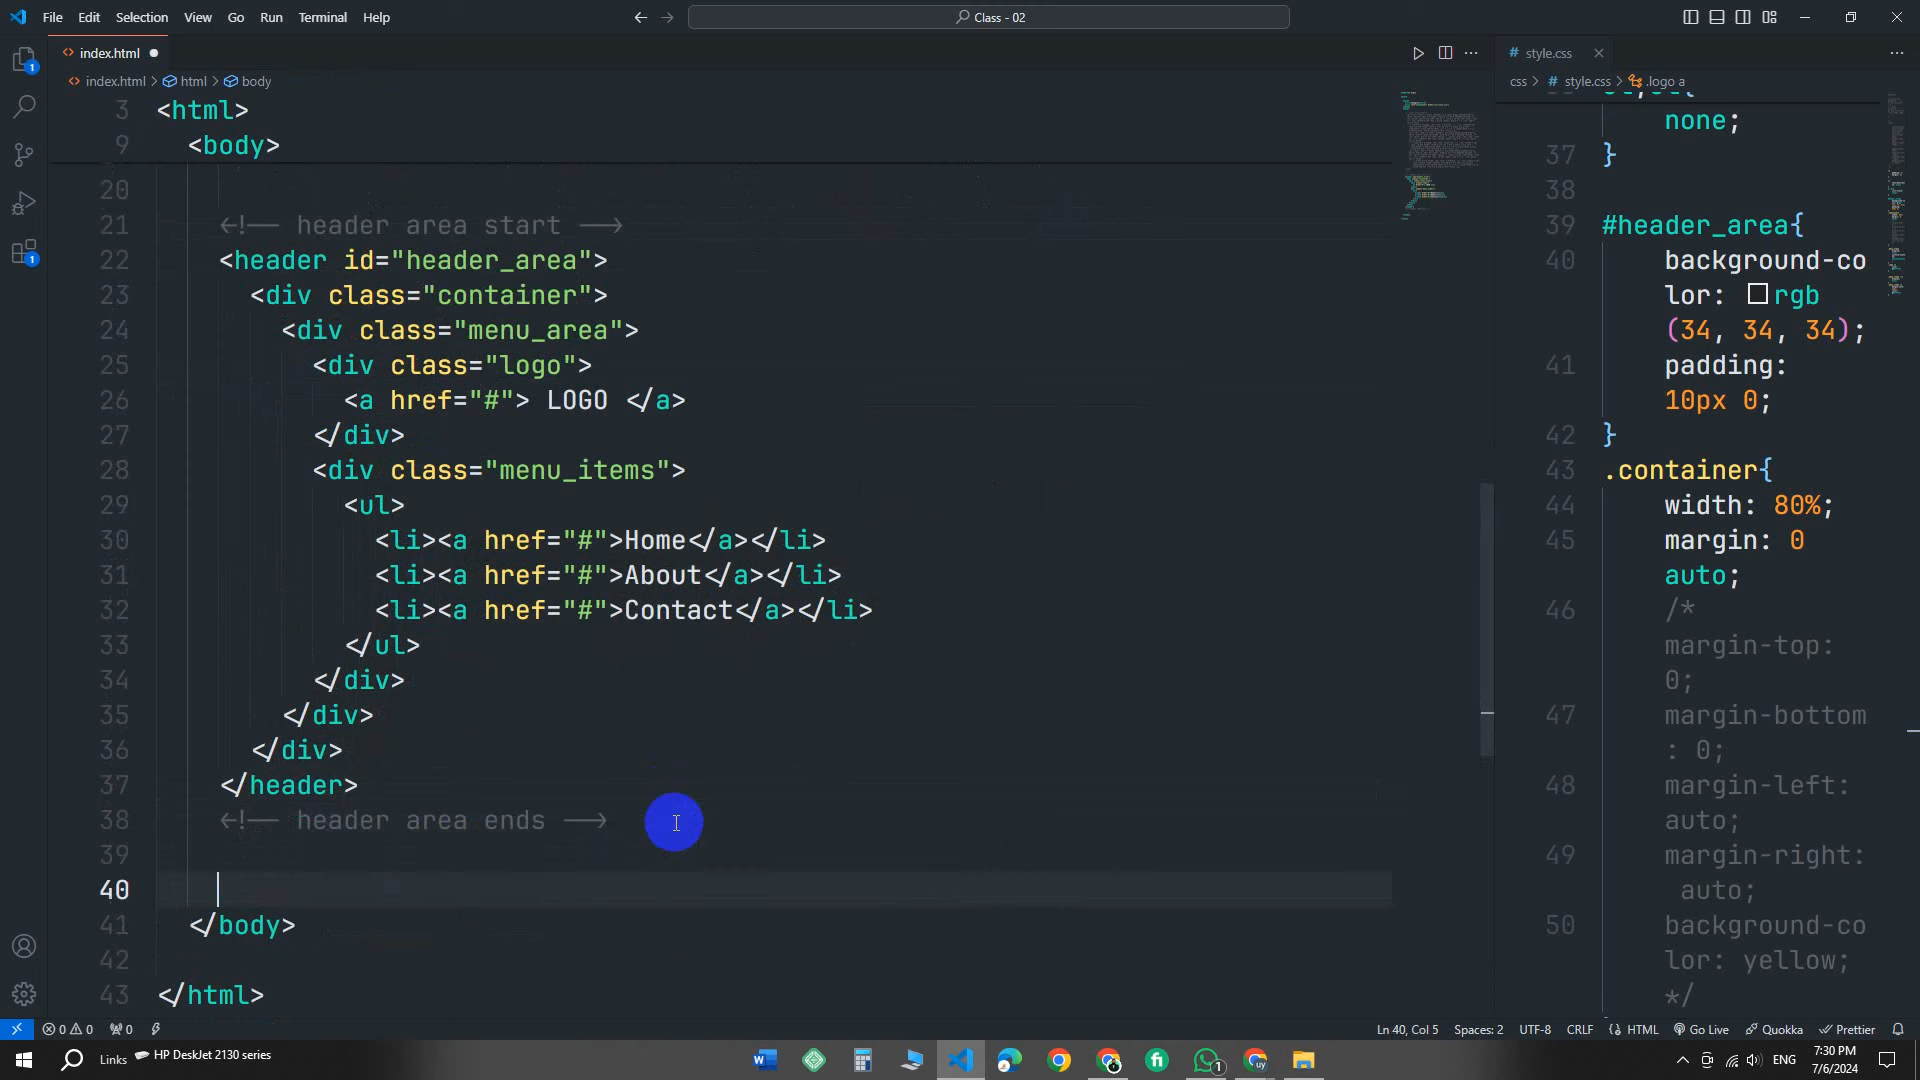 File Edit Selection View Go Run Terminal Help
Class - 02
index.html
index.html > html > body
3 <html>
9 <body>
20
21 <!-- header area start -->
22 <header id="header_area">
23 <div class="container">
24 <div class="menu_area">
25 <div class="logo">
26 <a href="#"> LOGO </a>
27 </div>
28 <div class="menu_items">
29 <ul>
30 <li><a href="#">Home</a></li>
31 <li><a href="#">About</a></li>
32 <li><a href="#">Contact</a></li>
33 </ul>
34 </div>
35 </div>
36 </div>
37 </header>
38 <!-- header area ends -->
39
40
41 </body>
42
43 </html>
# style.css
css > # style.css > .logo a
none;
37 }
38
39 #header_area{
40 background-co
lor: rgb
(34, 34, 34);
41 padding:
10px 0;
42 }
43 .container{
44 width: 80%;
45 margin: 0
auto;
46 /*
margin-top:
0;
47 margin-bottom
: 0;
48 margin-left:
auto;
49 margin-right:
auto;
50 background-co
lor: yellow;
*/
0 0 0 Ln 40, Col 5 Spaces: 2 UTF-8 CRLF HTML Go Live Quokka Prettier
Links HP DeskJet 2130 series
ENG
7:30 PM
7/6/2024